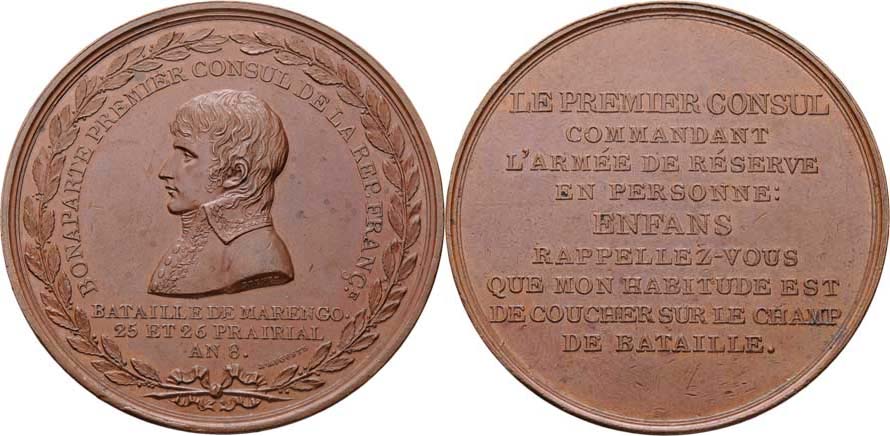 BONAPARTE PREMIER CONSUL DE LA REP. FRANÇ.E
BATAILLE DE MARENGO.
25 ET 26 PRAIRIAL
AN 8.
LE PREMIER CONSUL
COMMANDANT
L'ARMÉE DE RÉSERVE
EN PERSONNE:
ENFANS
RAPPELLEZ-VOUS
QUE MON HABITUDE EST
DE COUCHER SUR LE CHAMP
DE BATAILLE.